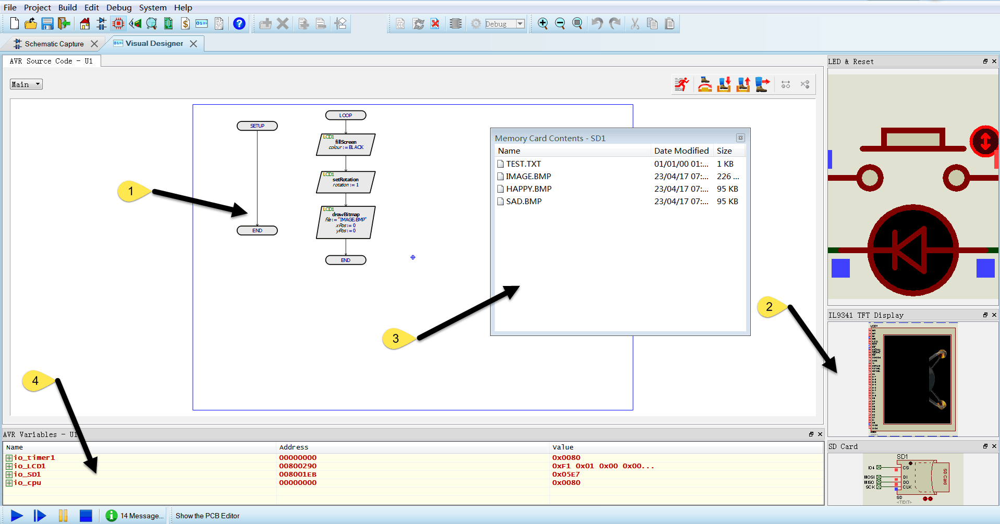 File Project Build Edit Debug System Help
Debug
Schematic Capture
Visual Designer
AVR Source Code - U1
Main
SETUP
END
LOOP
LCD1
fillScreen
colour := BLACK
LCD1
setRotation
rotation := 1
LCD1
drawBitmap
file := "IMAGE.BMP"
xPos := 0
yPos := 0
END
1
2
3
4
Memory Card Contents - SD1
Name Date Modified Size
TEST.TXT 01/01/00 01:... 1 KB
IMAGE.BMP 23/04/17 07:... 226 ...
HAPPY.BMP 23/04/17 07:... 95 KB
SAD.BMP 23/04/17 07:... 95 KB
LED & Reset
IL9341 TFT Display
LCD1
SD Card
SD1
IO4 CS
MOSI DI
MISO DO
SCK CLK
SD Card
SD
<TEXT>
AVR Variables - U1
Name Address Value
io_timer1 00000000 0x0080
io_LCD1 00800290 0xF1 0x01 0x00 0x00...
io_SD1 008001EB 0x05E7
io_cpu 00000000 0x0080
14 Message...
Show the PCB Editor